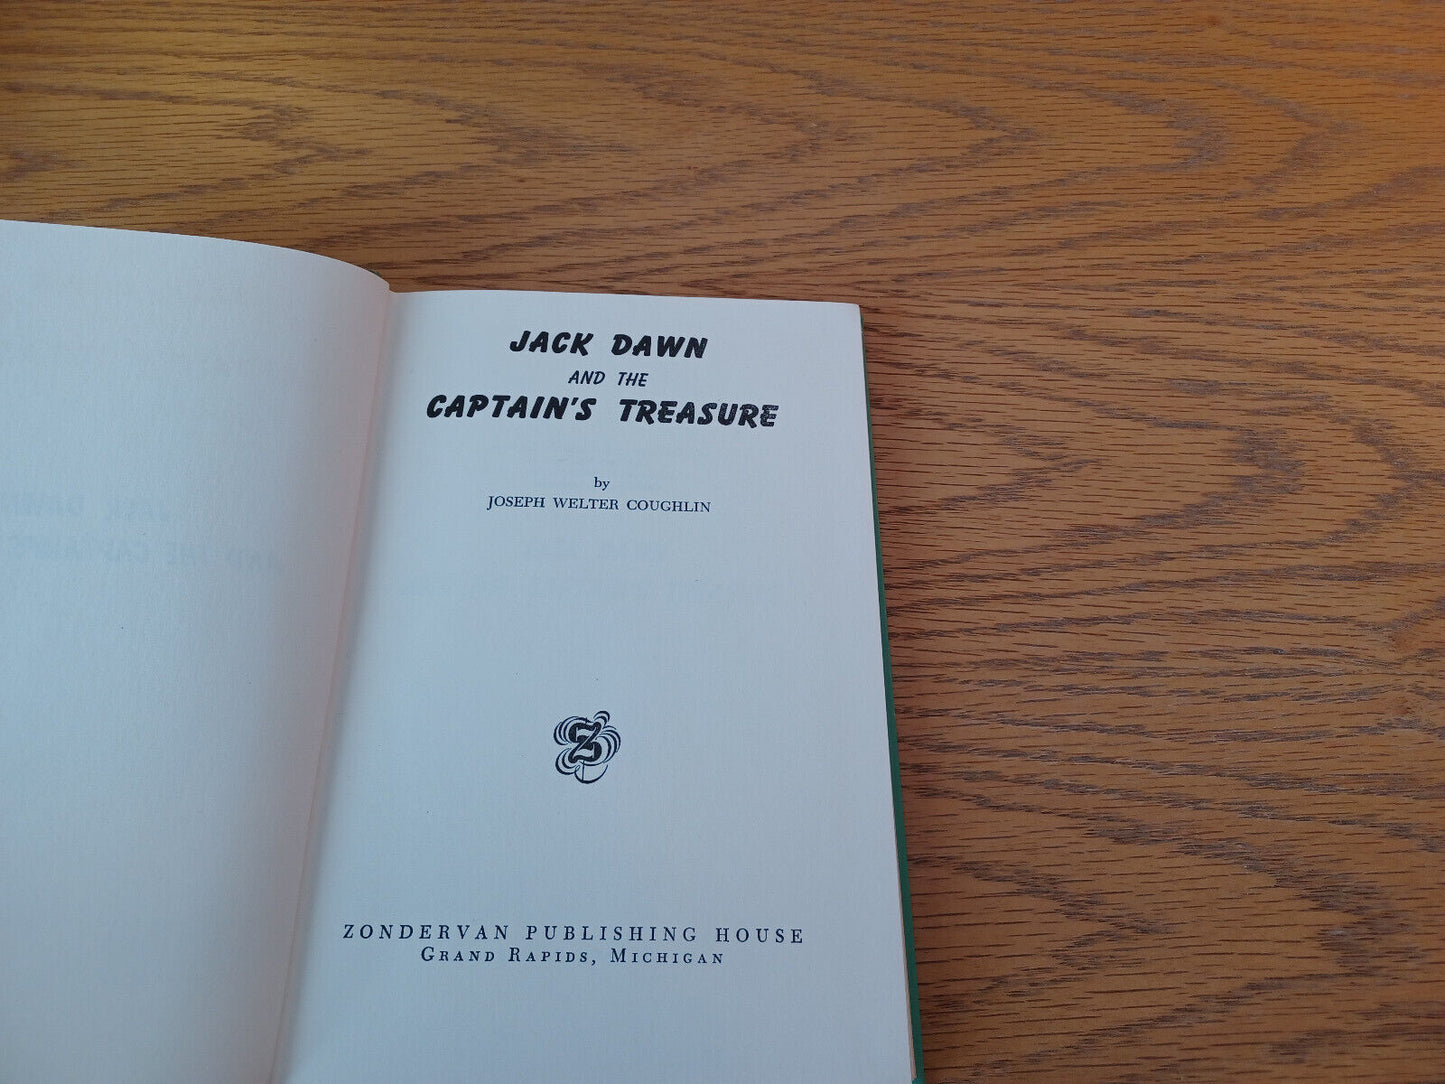 JACK DAWN
AND THE
CAPTAIN'S TREASURE
by
JOSEPH WELTER COUGHLIN
Z
ZONDERVAN PUBLISHING HOUSE
GRAND RAPIDS, MICHIGAN